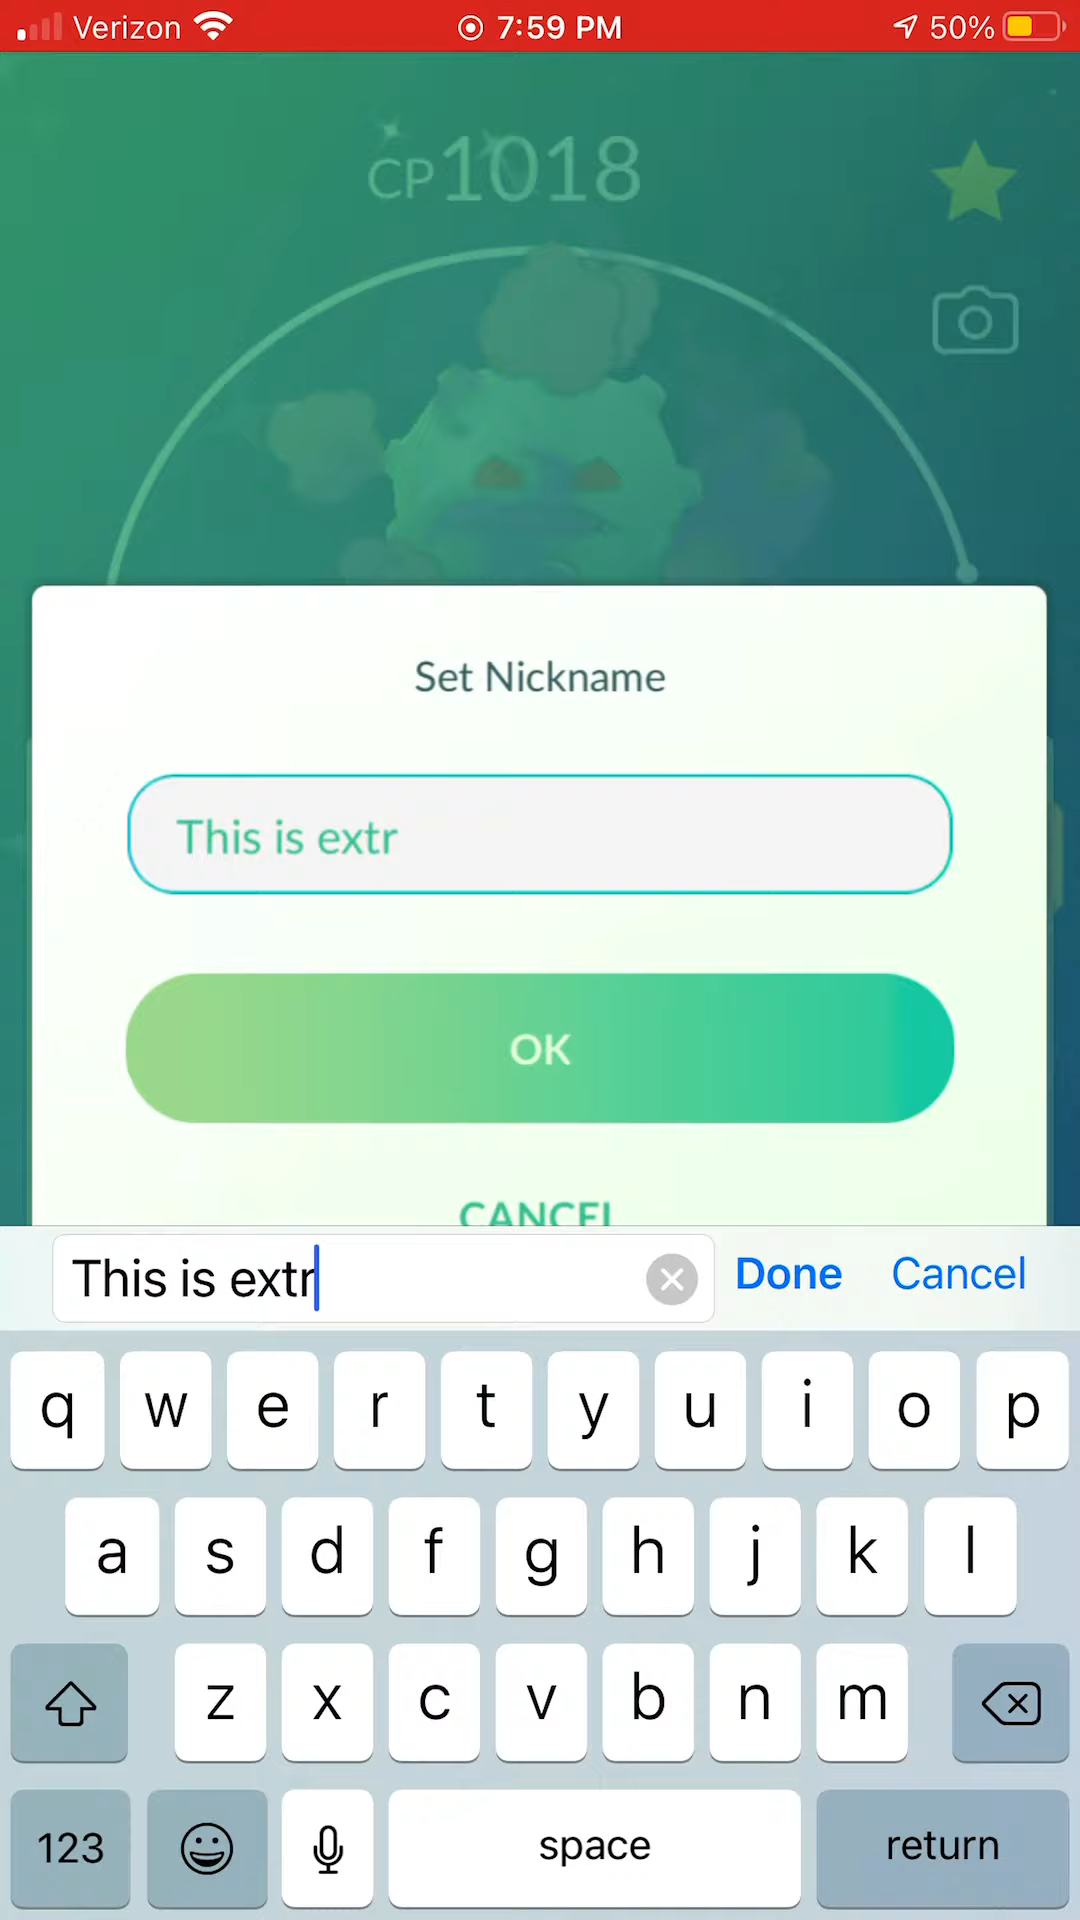 Verizon 7:59 PM 50%
CP1018
Set Nickname
This is extr
OK
CANCEL
This is extr Done Cancel
q w e r t y u i o p
a s d f g h j k l
z x c v b n m
123 space return